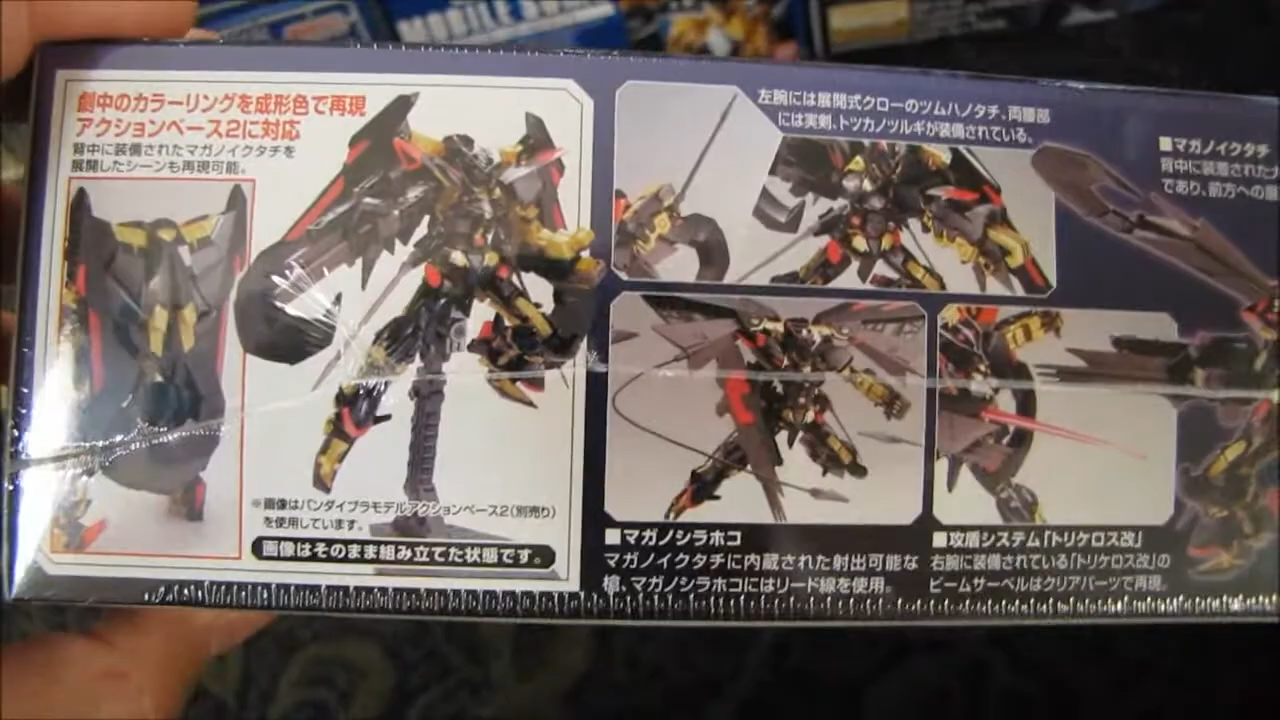 MOBILE SU
劇中のカラーリングを成形色で再現
アクションベース2に対応
背中に装備されたマガノイクタチを
展開したシーンも再現可能。
※画像はバンダイプラモデルアクションベース2(別売り)
を使用しています。
画像はそのまま組み立てた状態です。
左腕には展開式クローのツムハノタチ、両腰部
には実剣、トツカノツルギが装備されている。
■マガノイクタチ
背中に装着された
であり、前方への
■マガノシラホコ
マガノイクタチに内蔵された射出可能な
槍、マガノシラホコにはリード線を使用。
■攻盾システム「トリケロス改」
右腕に装備されている「トリケロス改」の
ビームサーベルはクリアパーツで再現。